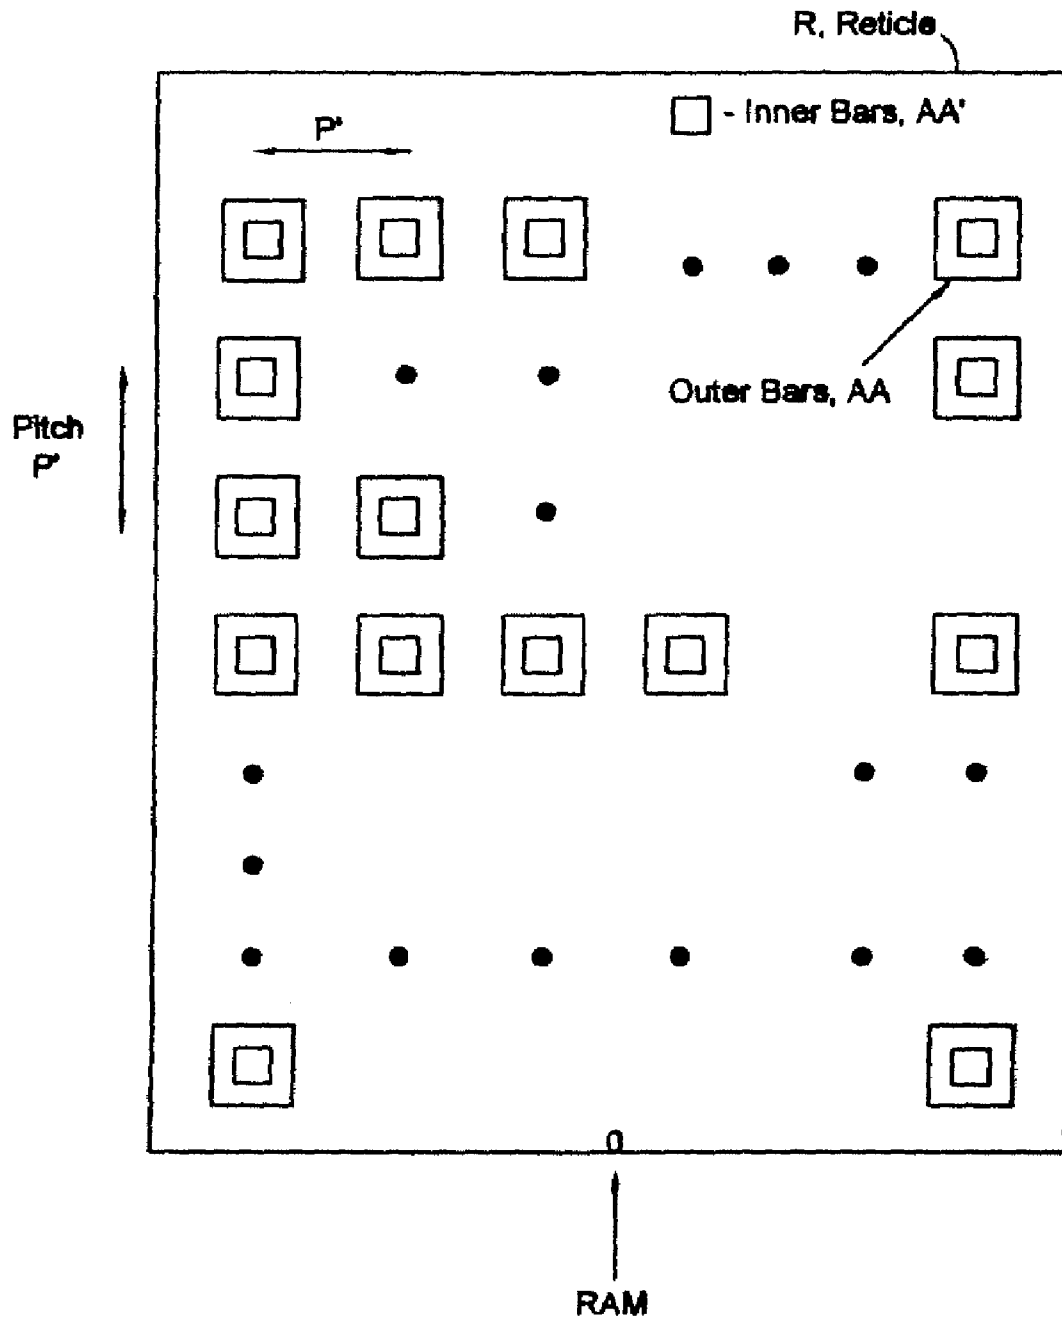 R, Reticle
- Inner Bars, AA'
P'
Outer Bars, AA
Pitch
P'
0
RAM